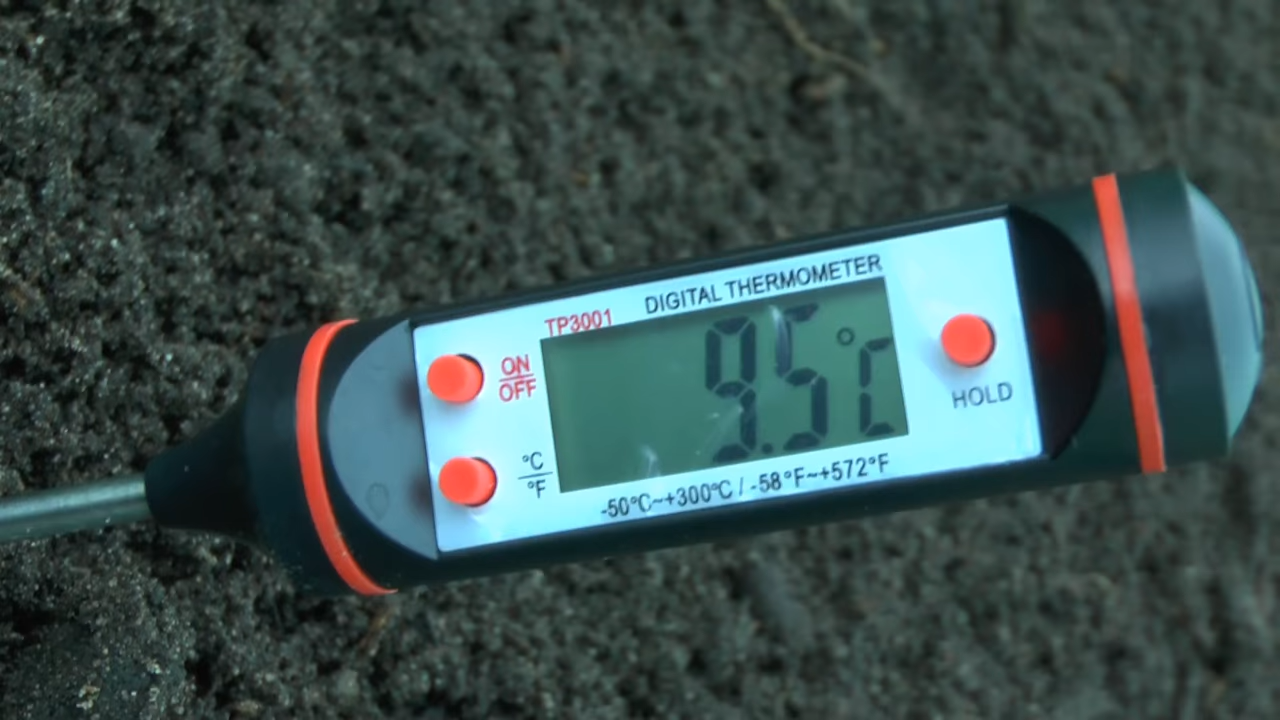 DIGITAL THERMOMETER
TP3001
ON
OFF
9.5°C
HOLD
°C
°F
-50°C~+300°C / -58°F~+572°F